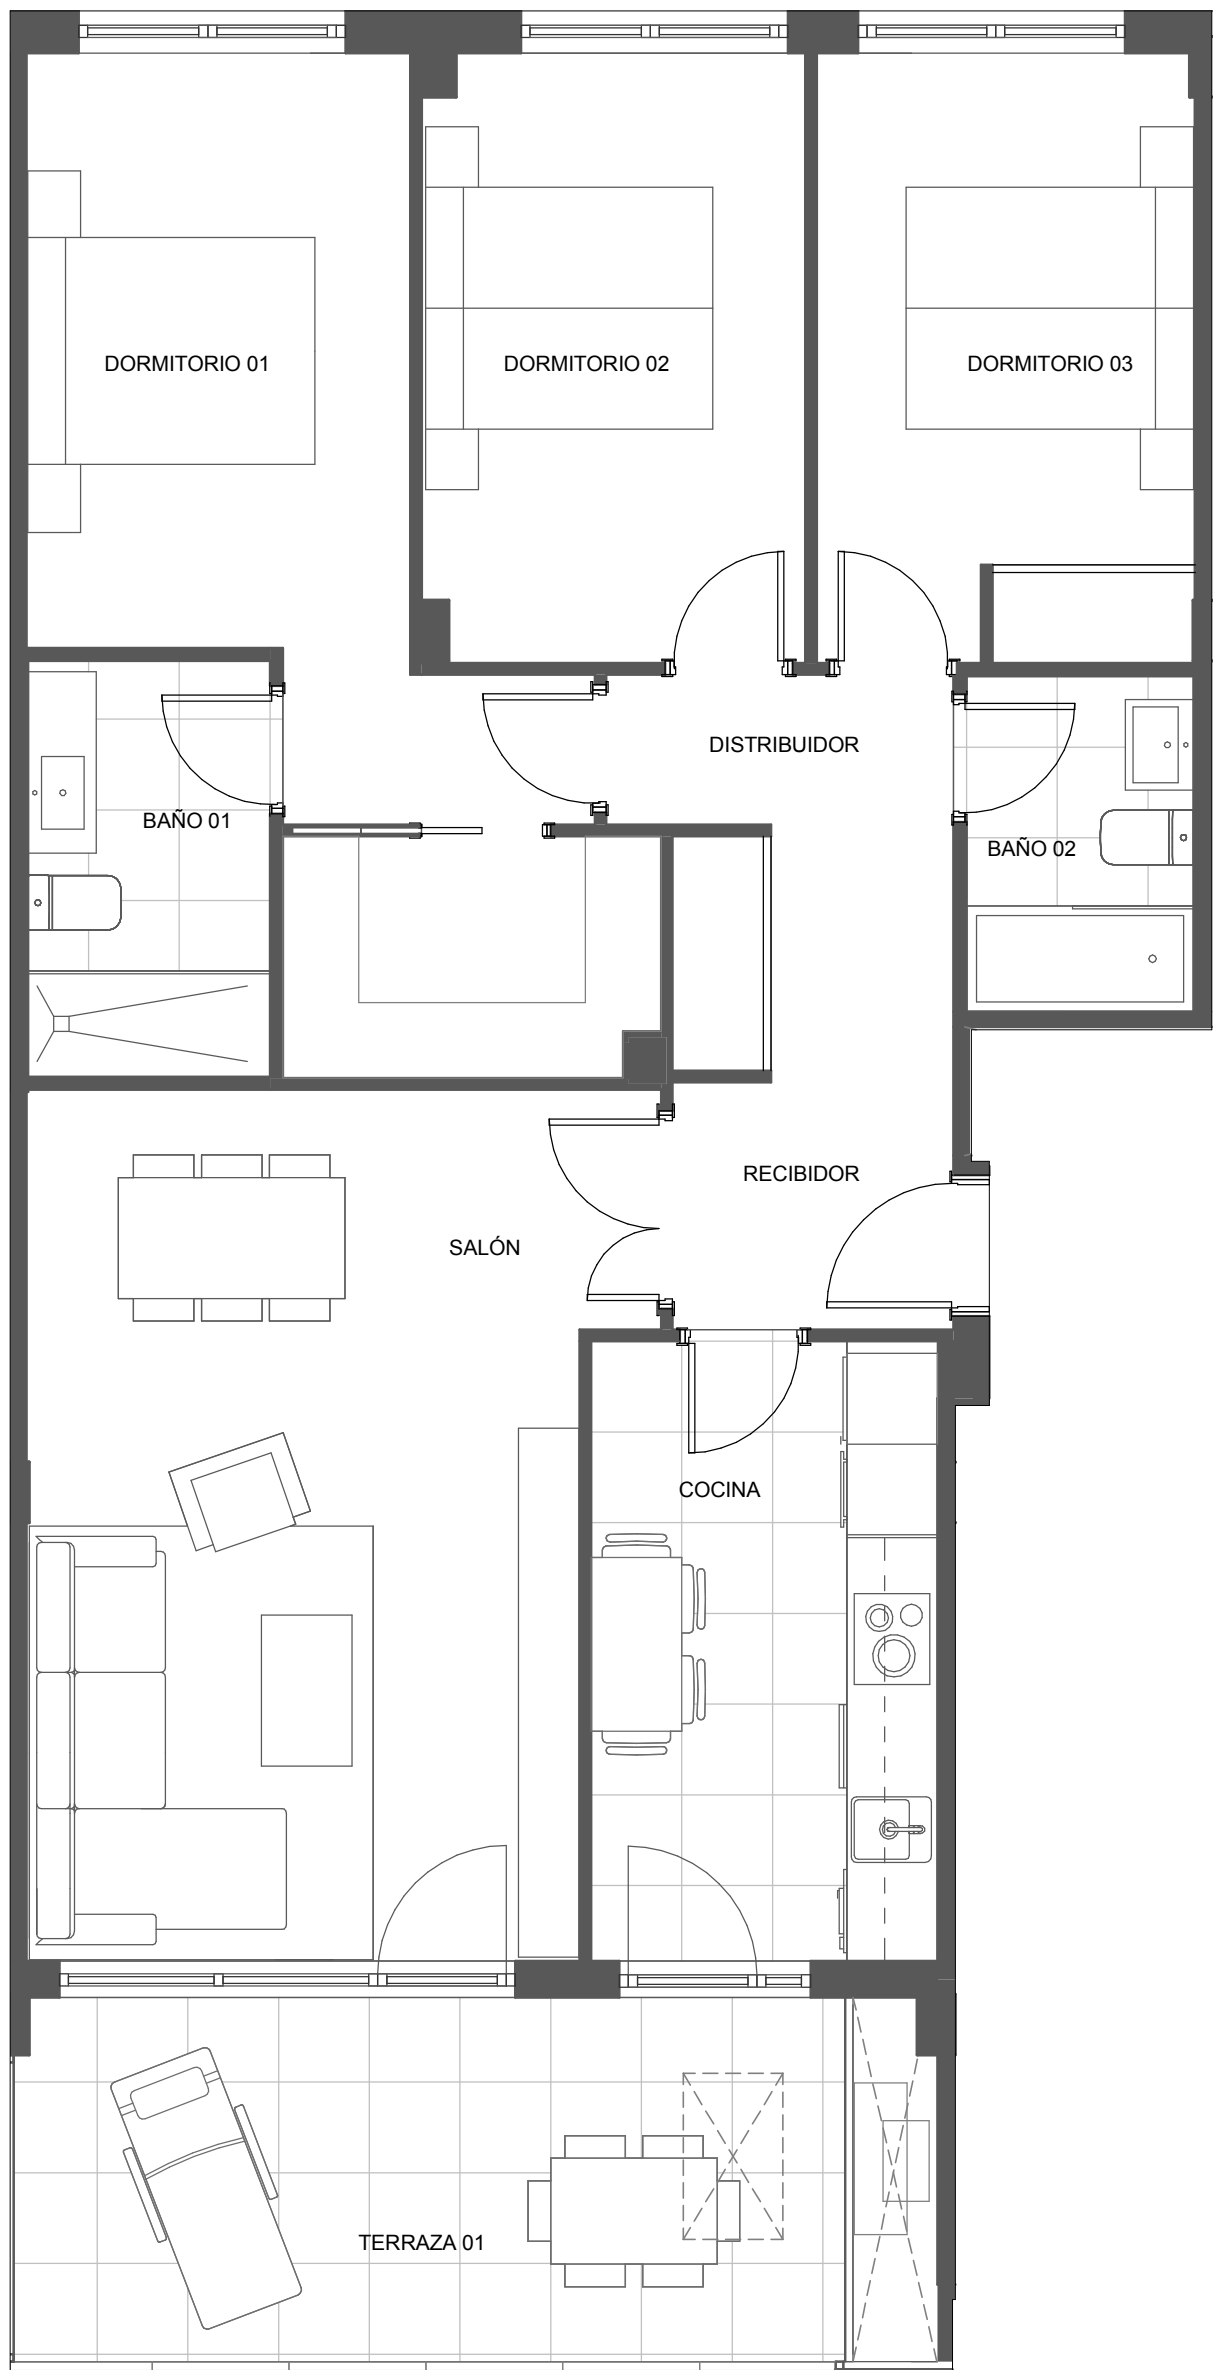 DORMITORIO 01
DORMITORIO 02
DORMITORIO 03
DISTRIBUIDOR
BAÑO 01
BAÑO 02
RECIBIDOR
SALÓN
COCINA
TERRAZA 01